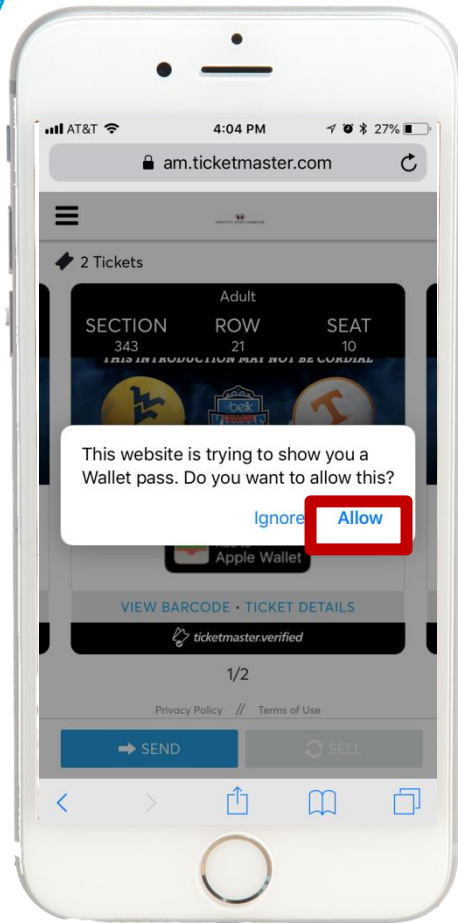 AT&T 4:04 PM 27%
am.ticketmaster.com
2 Tickets
Adult
SECTION ROW SEAT
343 21 10
THIS INTRODUCTION MAY NOT BE CORDIAL
belk
COLLEGE
This website is trying to show you a
Wallet pass. Do you want to allow this?
Ignore Allow
Apple Wallet
VIEW BARCODE • TICKET DETAILS
ticketmaster.verified
1/2
Privacy Policy // Terms of Use
SEND SELL